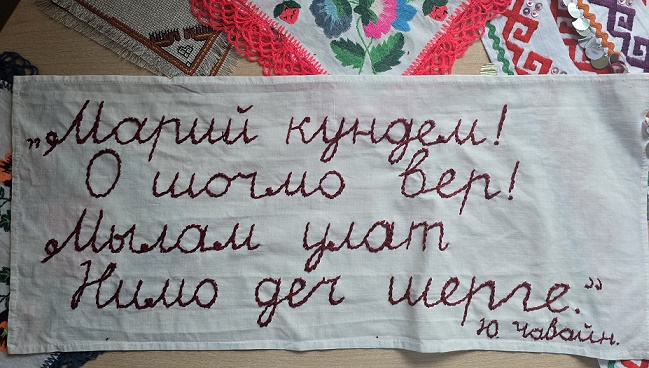 „Марий кундем!
О шочмо вер!
Мылам улат
Нимо деч шерге.“
Ю. Чавайн.